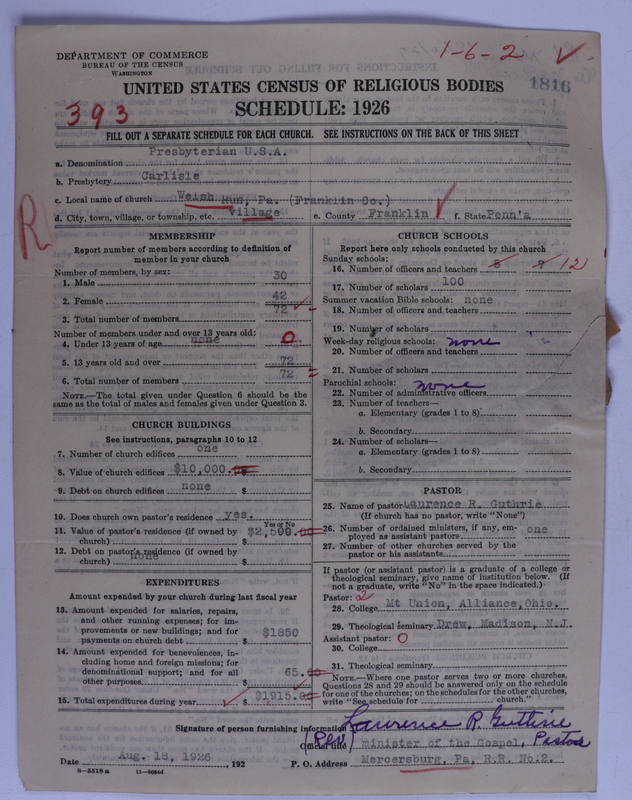 1-6-2 ✓
DEPARTMENT OF COMMERCE
BUREAU OF THE CENSUS
WASHINGTON
1816
UNITED STATES CENSUS OF RELIGIOUS BODIES
SCHEDULE: 1926
393
FILL OUT A SEPARATE SCHEDULE FOR EACH CHURCH. SEE INSTRUCTIONS ON THE BACK OF THIS SHEET
a. Denomination Presbyterian U.S.A.
b. Presbytery Carlisle
c. Local name of church Welsh Run, Pa. (Franklin Co.)
d. City, town, village, or township, etc. Village e. County Franklin f. State Penn'a
R
MEMBERSHIP
Report number of members according to definition of
member in your church
Number of members, by sex:
1. Male 30
2. Female 42
3. Total number of members 72
Number of members under and over 13 years old:
4. Under 13 years of age none 0
5. 13 years old and over 72
6. Total number of members 72
NOTE.—The total given under Question 6 should be
same as the total of males and females given under Question 3.
CHURCH BUILDINGS
See instructions, paragraphs 10 to 12
7. Number of church edifices one
8. Value of church edifices $10,000.00
9. Debt on church edifices none $
10. Does church own pastor's residence yes.
Yes or No
11. Value of pastor's residence (if owned by
church) $ $2,500.00
12. Debt on pastor's residence (if owned by
church) none $
EXPENDITURES
Amount expended by your church during last fiscal year
13. Amount expended for salaries, repairs,
and other running expenses; for im-
provements or new buildings; and for
payments on church debt $ $1850
14. Amount expended for benevolences, in-
cluding home and foreign missions; for
denominational support; and for all
other purposes $ 65.00
15. Total expenditures during year $ $1915.00
CHURCH SCHOOLS
Report here only schools conducted by this church
Sunday schools:
16. Number of officers and teachers 12
17. Number of scholars 100
Summer vacation Bible schools: none
18. Number of officers and teachers
19. Number of scholars
Week-day religious schools: none
20. Number of officers and teachers
21. Number of scholars
Parochial schools: none
22. Number of administrative officers
23. Number of teachers—
a. Elementary (grades 1 to 8)
b. Secondary
24. Number of scholars—
a. Elementary (grades 1 to 8)
b. Secondary
PASTOR
25. Name of pastor Laurence R. Guthrie
(If church has no pastor, write "None")
26. Number of ordained ministers, if any, em-
ployed as assistant pastors one
27. Number of other churches served by the
pastor or his assistants
If pastor (or assistant pastor) is a graduate of a college or
theological seminary, give name of institution below. (If
not a graduate, write "No" in the space indicated.)
Pastor: 2
28. College Mt Union, Alliance, Ohio.
29. Theological seminary Drew, Madison, N.J.
Assistant pastor: 0
30. College
31. Theological seminary
NOTE.—Where one pastor serves two or more churches,
Questions 28 and 29 should be answered only on the schedule
for one of the churches; on the schedules for the other churches,
write "See schedule for church."
Signature of person furnishing information Laurence R. Guthrie
(Rev) Official title minister of the Gospel, Pastor
Date Aug. 18, 1926 , 192 P. O. Address Mercersburg, Pa, R.R. No.2.
8-5518a 11-90544